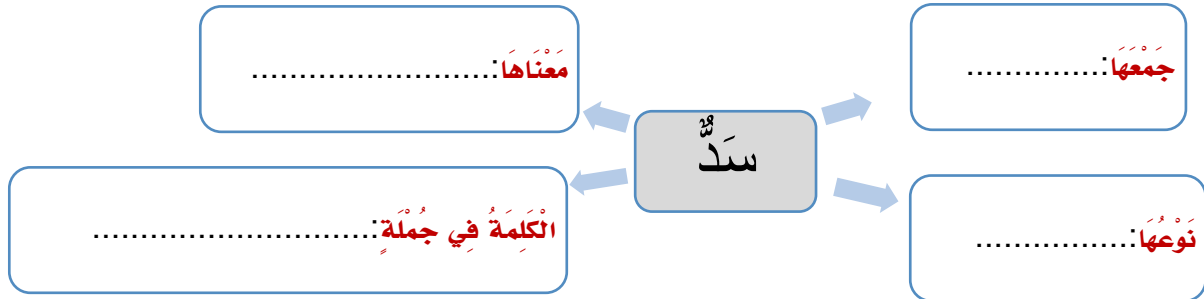 جَمْعَهَا:..............
مَعْنَاهَا:.........................
سَدٌّ
نَوْعُهَا:................
الْكَلِمَةُ فِي جُمْلَةٍ:.............................